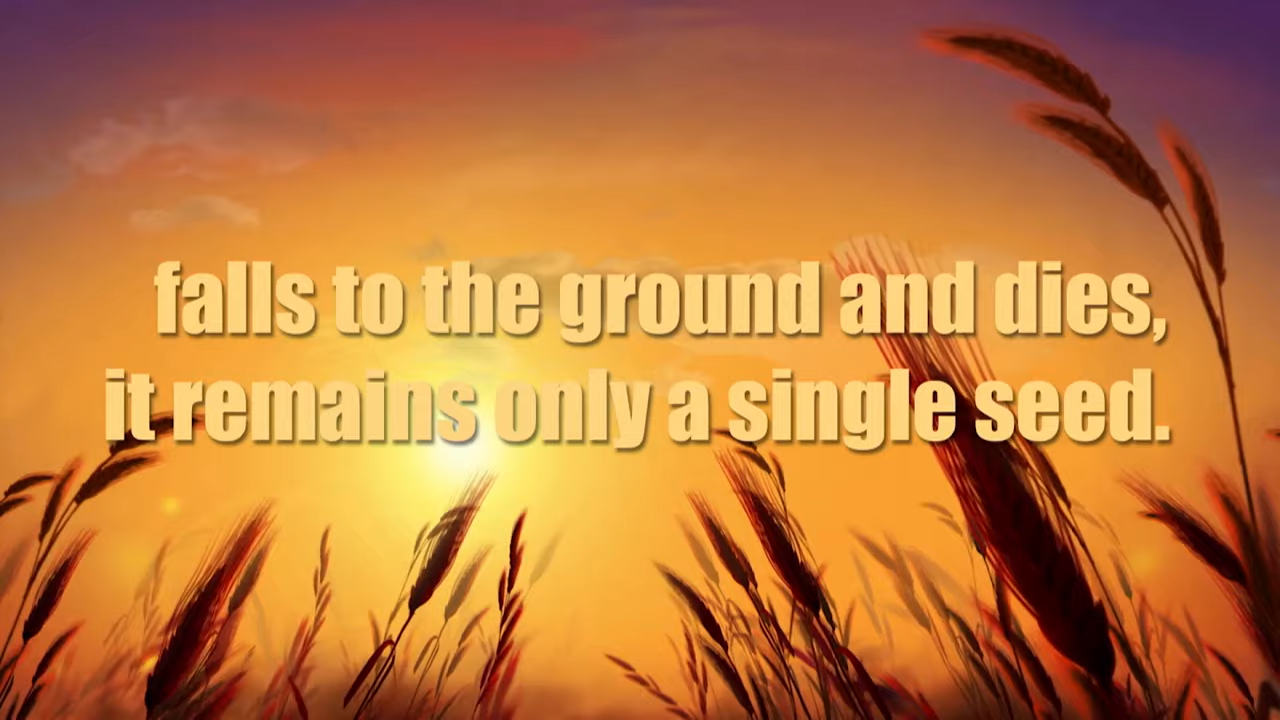 falls to the ground and dies,
it remains only a single seed.